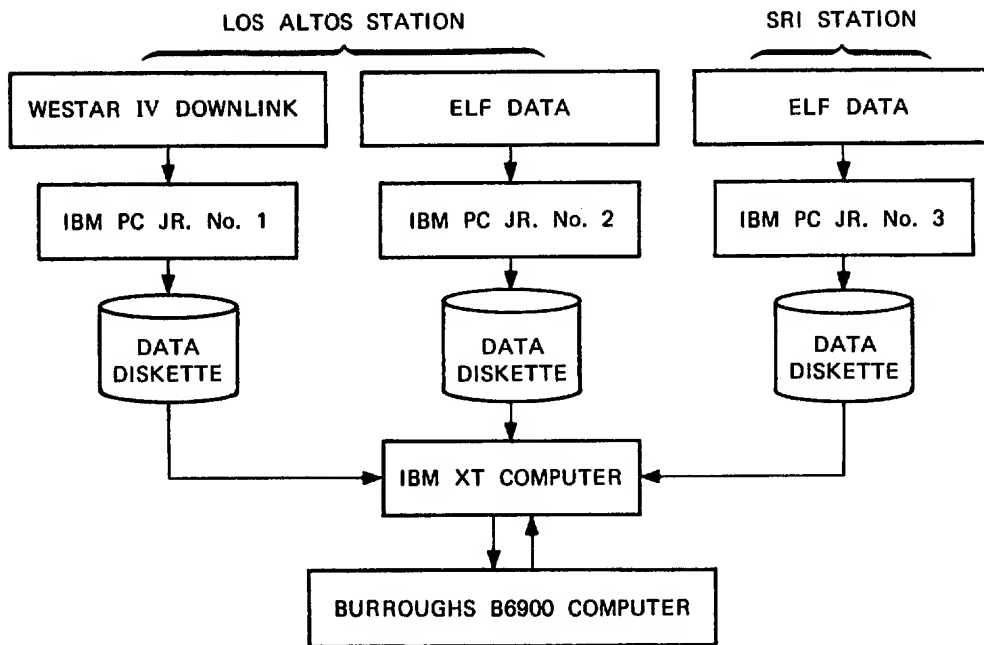 LOS ALTOS STATION
SRI STATION
WESTAR IV DOWNLINK
ELF DATA
ELF DATA
IBM PC JR. No. 1
IBM PC JR. No. 2
IBM PC JR. No. 3
DATA
DISKETTE
DATA
DISKETTE
DATA
DISKETTE
IBM XT COMPUTER
BURROUGHS B6900 COMPUTER